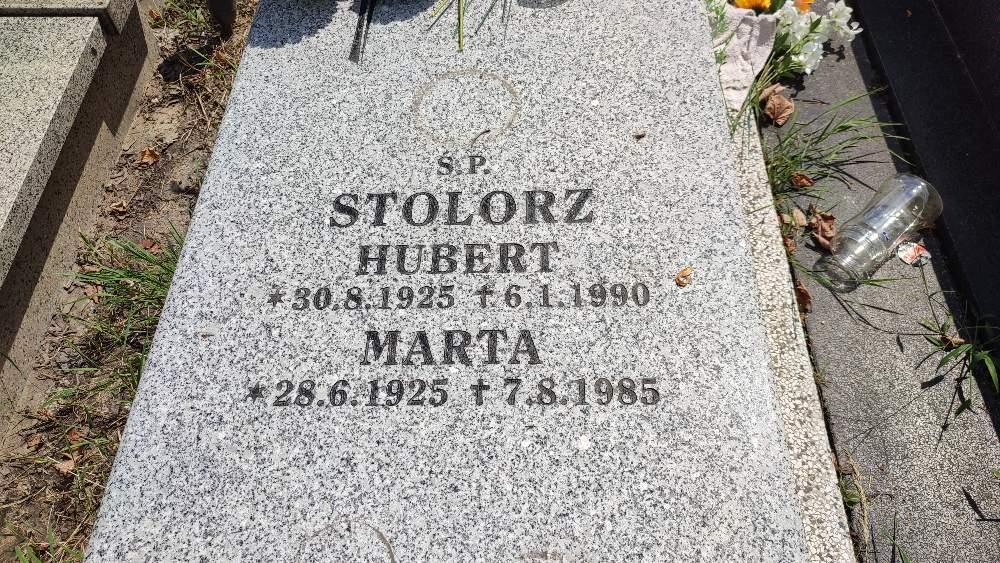 Ś.P.
STOLORZ
HUBERT
*30.8.1925 †6.1.1990
MARTA
*28.6.1925 †7.8.1985